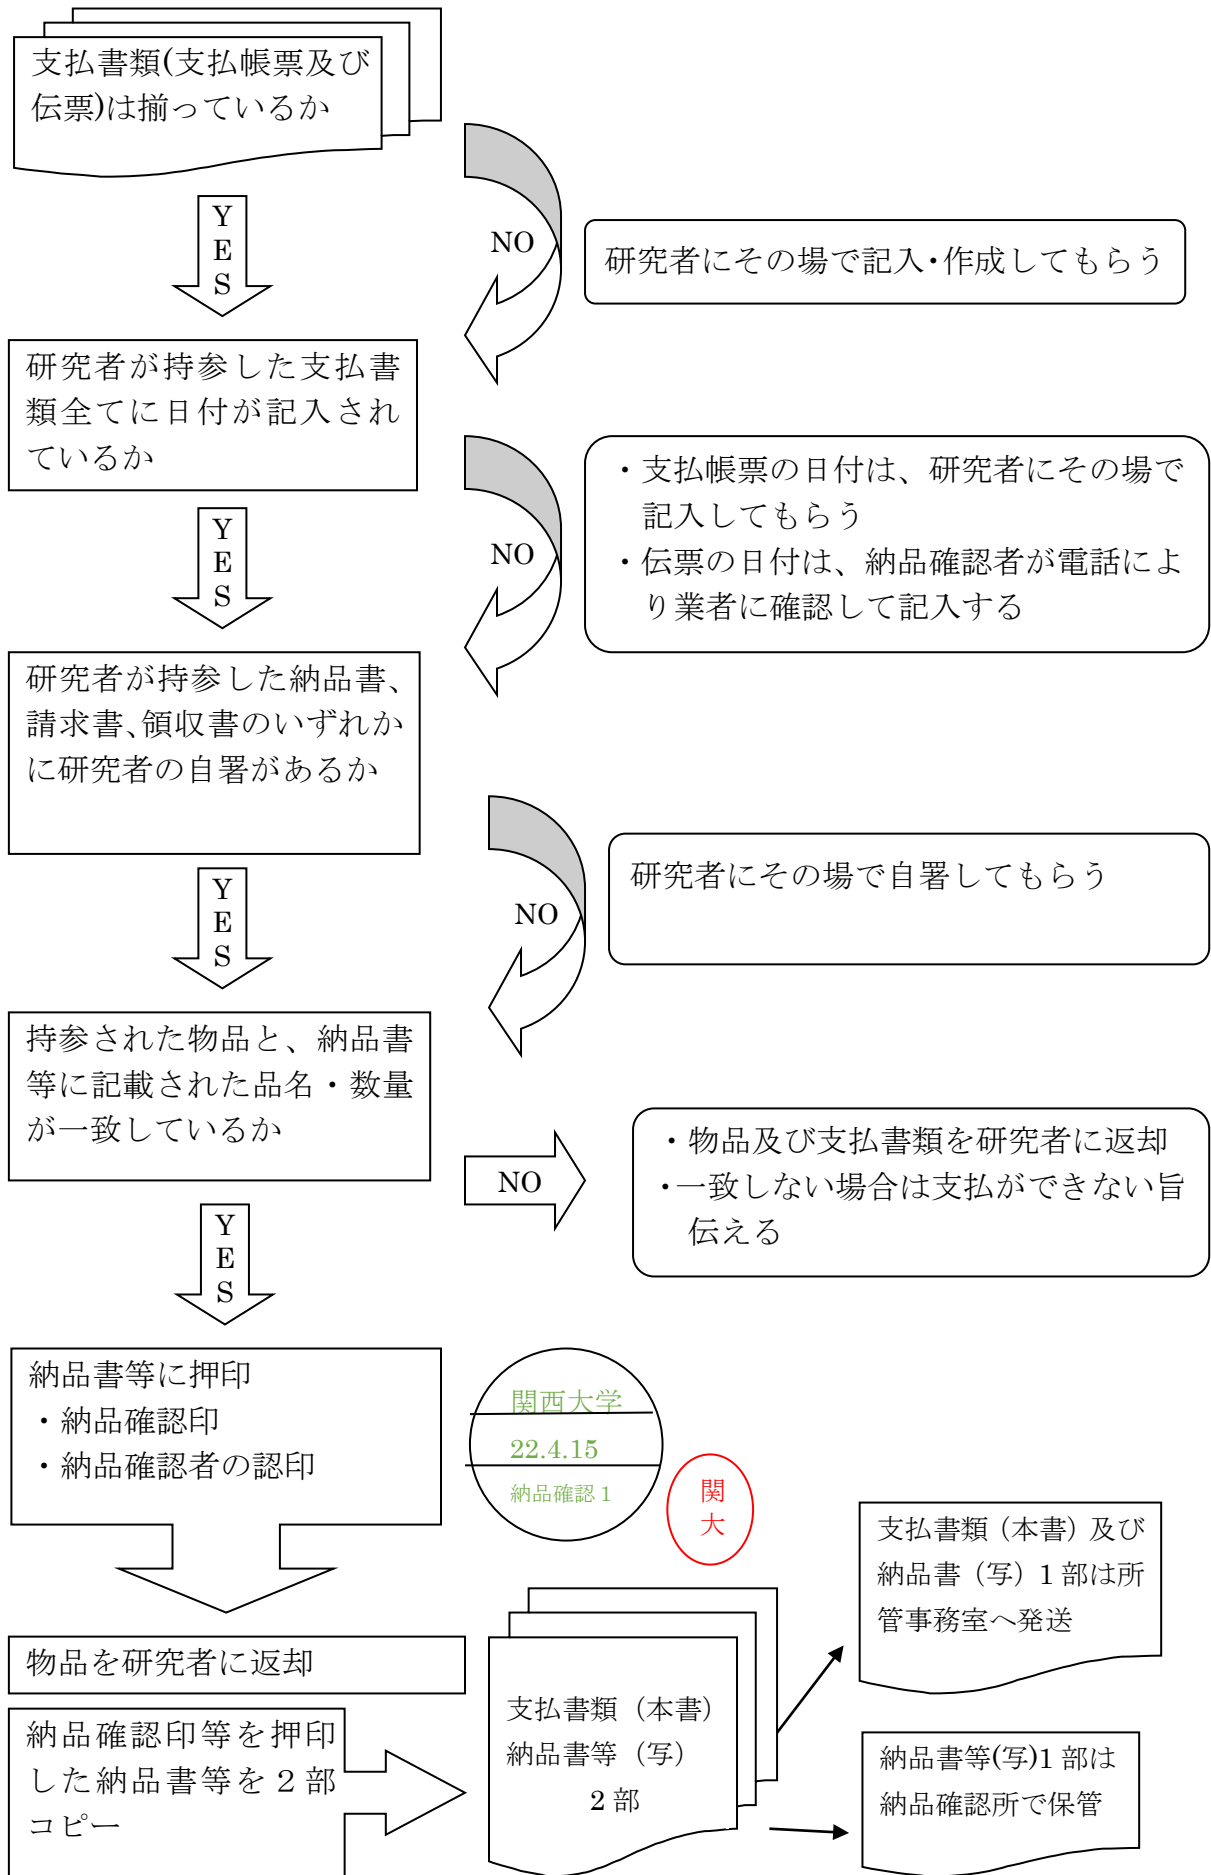 支払書類(支払帳票及び
伝票)は揃っているか
YES
NO
研究者にその場で記入・作成してもらう
研究者が持参した支払書
類全てに日付が記入され
ているか
YES
NO
・支払帳票の日付は、研究者にその場で
記入してもらう
・伝票の日付は、納品確認者が電話によ
り業者に確認して記入する
研究者が持参した納品書、
請求書、領収書のいずれか
に研究者の自署があるか
YES
NO
研究者にその場で自署してもらう
持参された物品と、納品書
等に記載された品名・数量
が一致しているか
YES
NO
・物品及び支払書類を研究者に返却
・一致しない場合は支払ができない旨
伝える
納品書等に押印
・納品確認印
・納品確認者の認印
関西大学
22.4.15
納品確認1
関
大
物品を研究者に返却
納品確認印等を押印
した納品書等を２部
コピー
支払書類（本書）
納品書等（写）
2部
支払書類（本書）及び
納品書（写）1部は所
管事務室へ発送
納品書等(写)1部は
納品確認所で保管